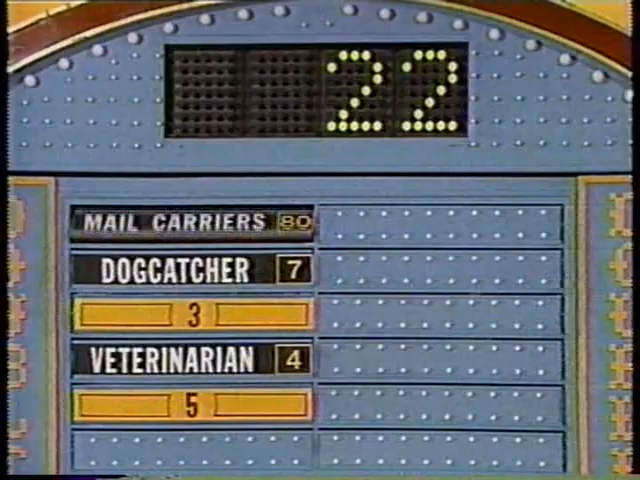 22
MAIL CARRIERS 80
DOGCATCHER 7
3
VETERINARIAN 4
5